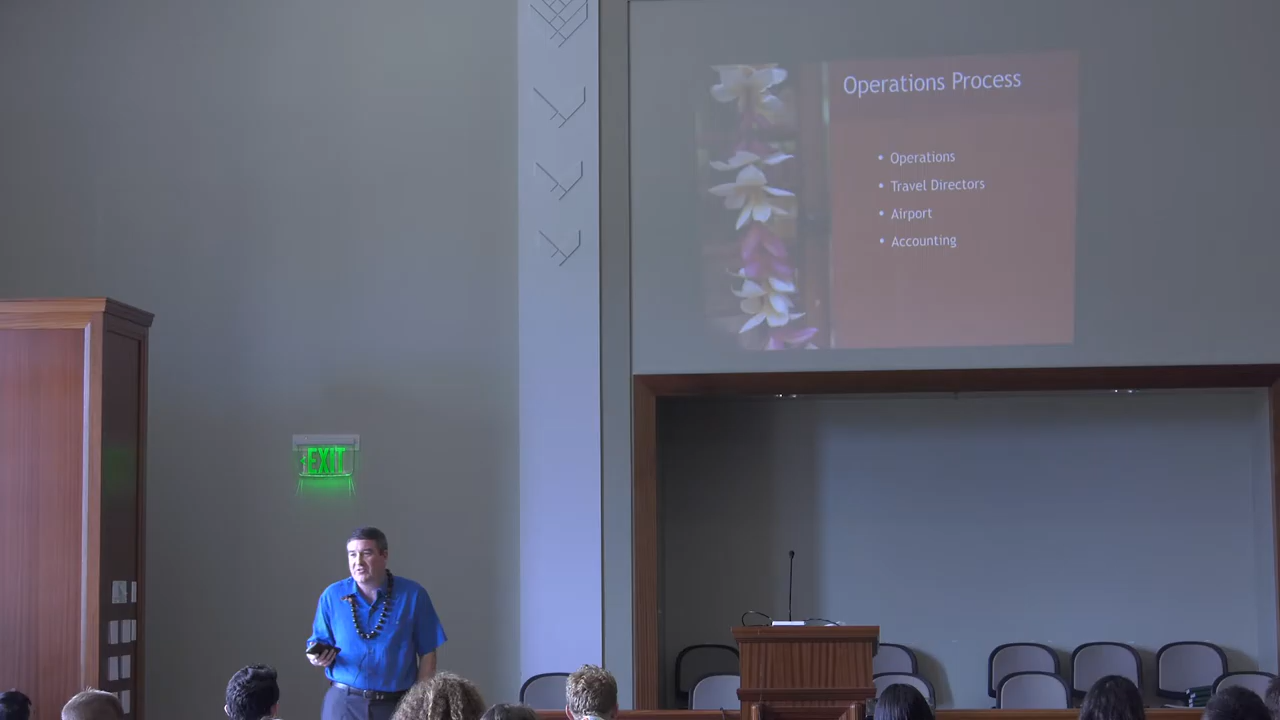 Operations Process
• Operations
• Travel Directors
• Airport
• Accounting
EXIT